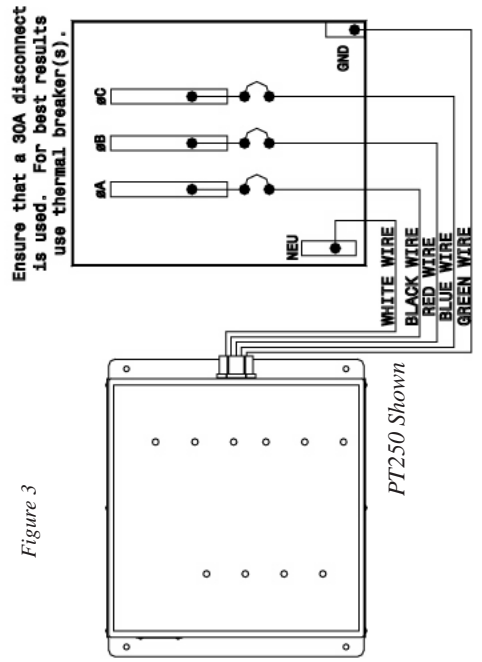 Ensure that a 30A disconnect
is used. For best results
use thermal breaker(s).
øA
øB
øC
NEU
GND
WHITE WIRE
BLACK WIRE
RED WIRE
BLUE WIRE
GREEN WIRE
Figure 3
PT250 Shown